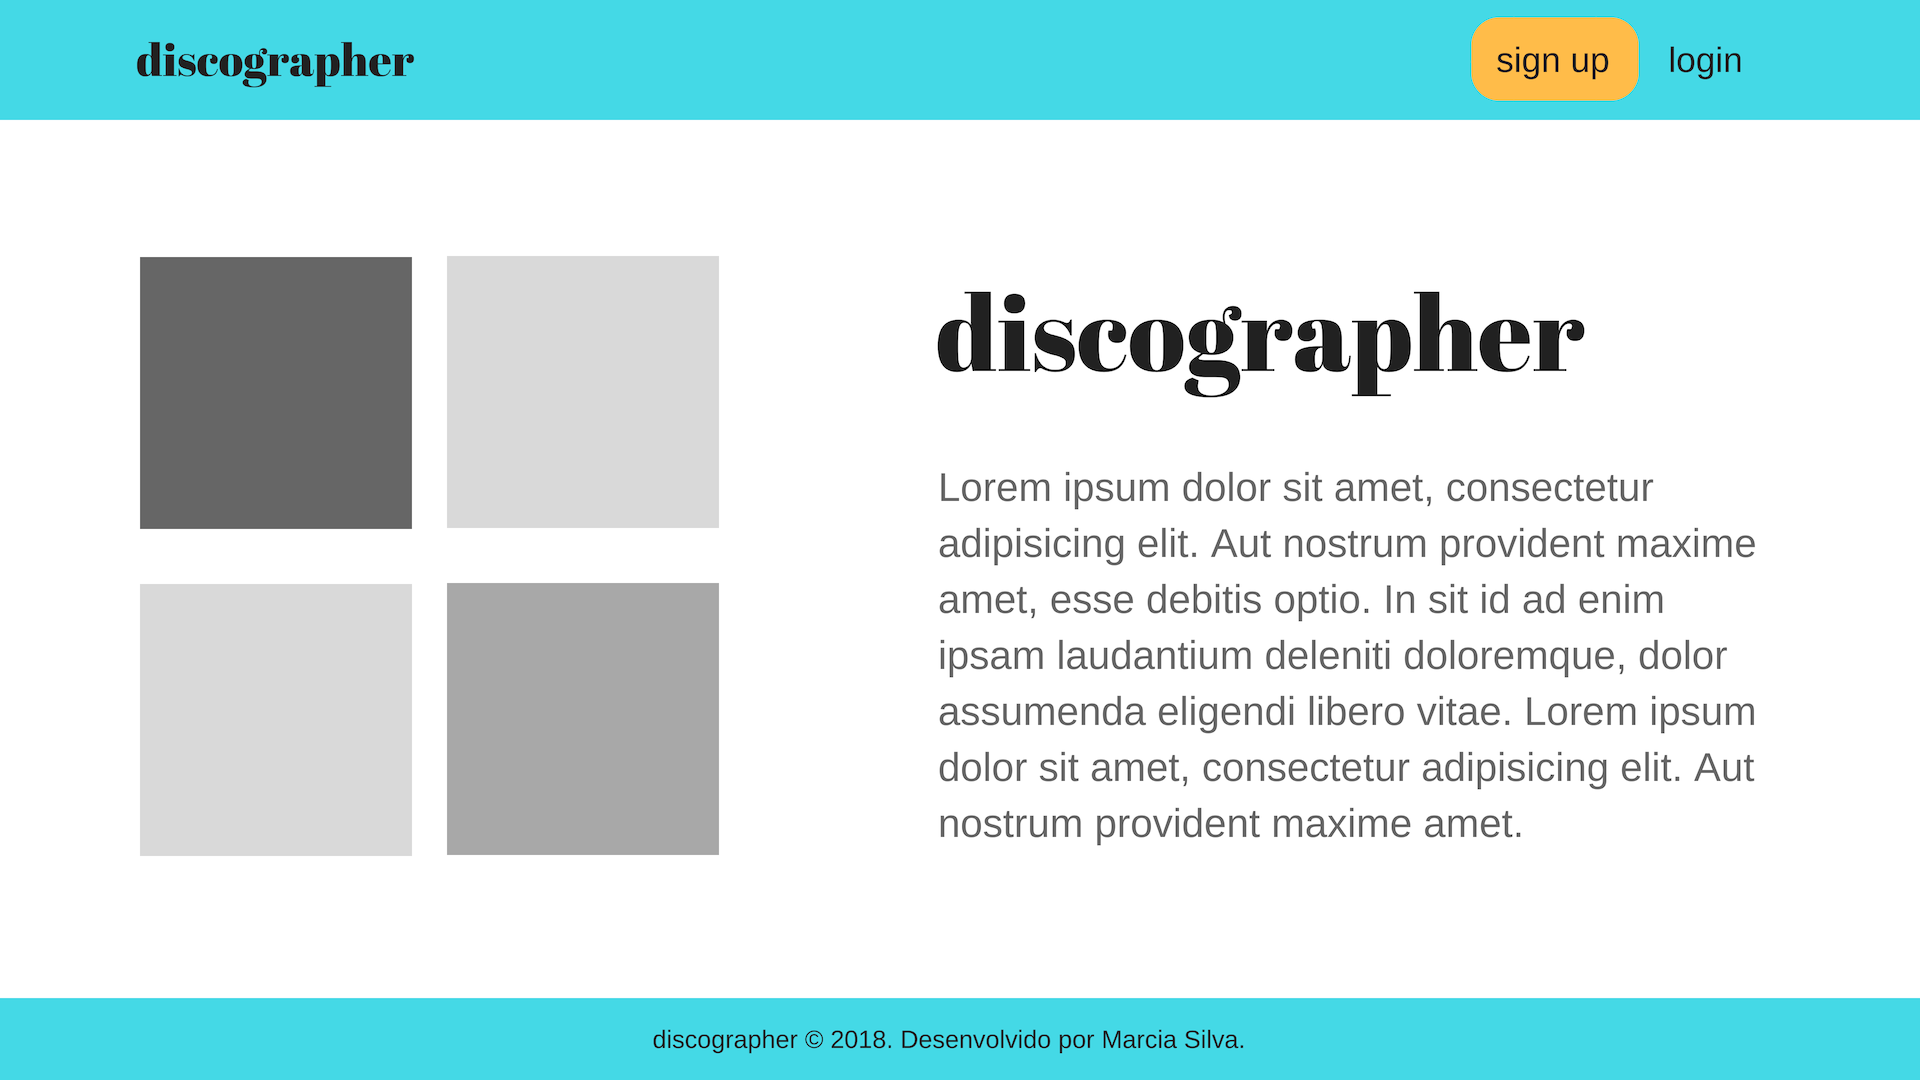 discographer
sign up
login
discographer
Lorem ipsum dolor sit amet, consectetur
adipisicing elit. Aut nostrum provident maxime
amet, esse debitis optio. In sit id ad enim
ipsam laudantium deleniti doloremque, dolor
assumenda eligendi libero vitae. Lorem ipsum
dolor sit amet, consectetur adipisicing elit. Aut
nostrum provident maxime amet.
discographer © 2018. Desenvolvido por Marcia Silva.